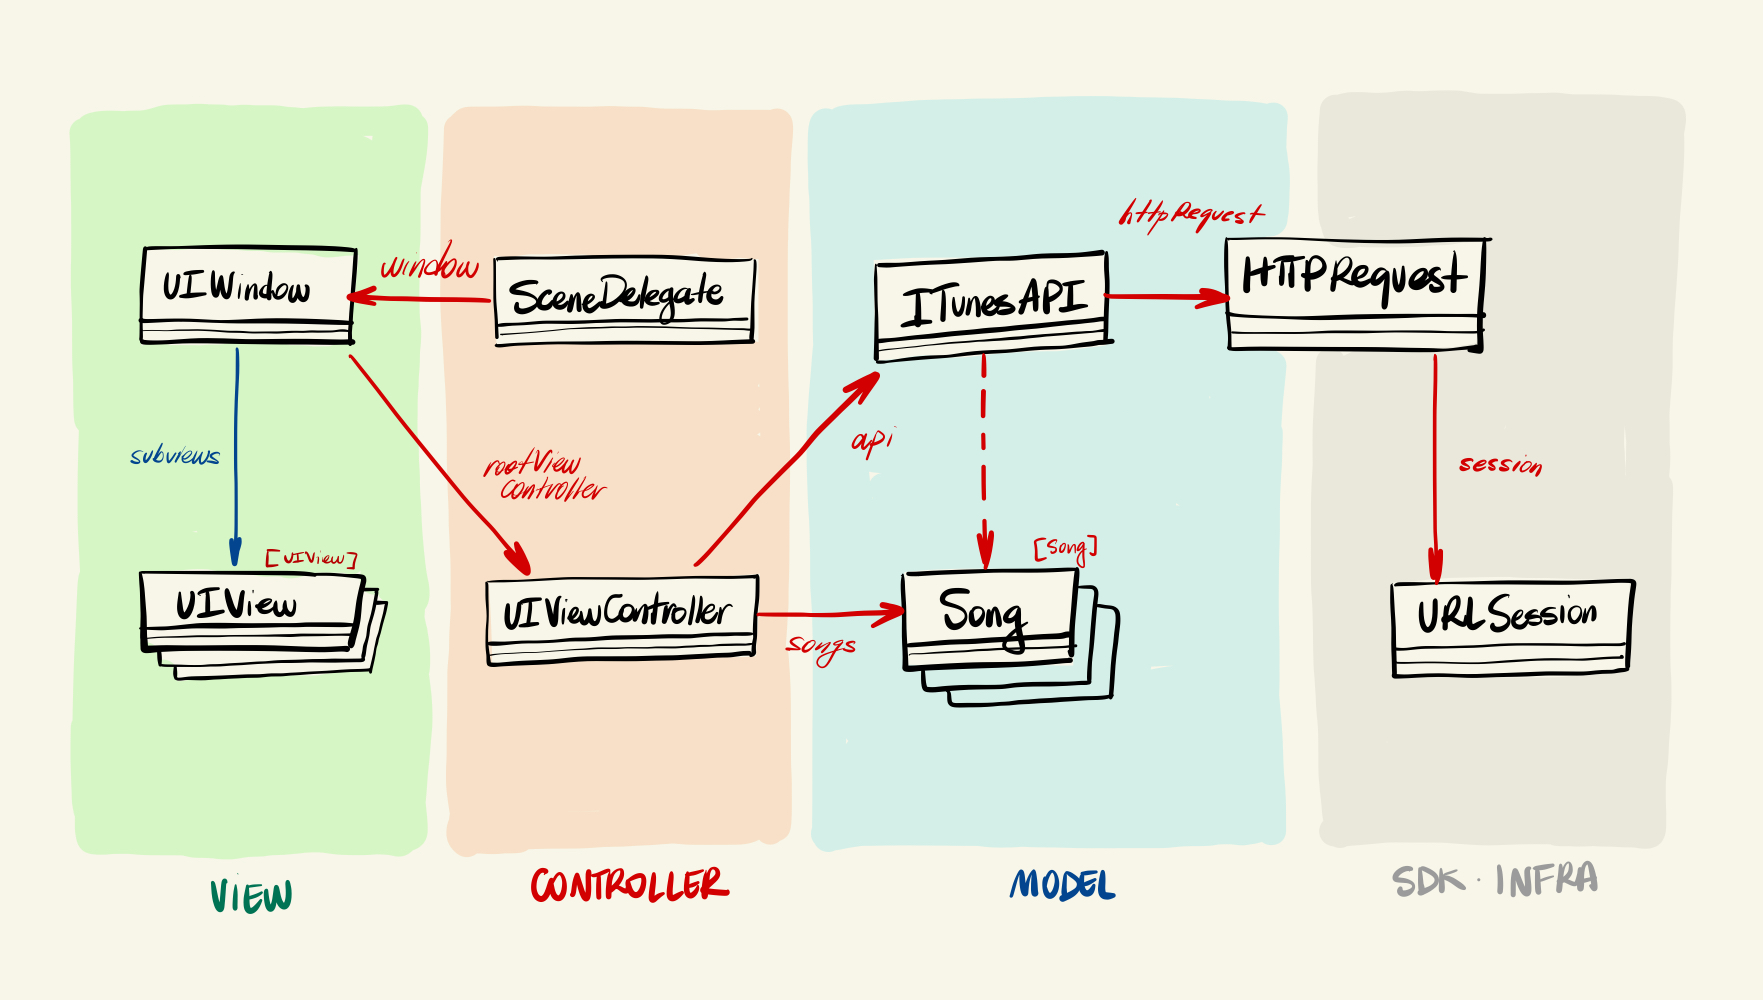 httpRequest
UIWindow
window
SceneDelegate
ITunesAPI
HTTPRequest
subviews
rootView
controller
api
session
[UIView]
[Song]
UIView
UIViewController
songs
Song
URLSession
VIEW
CONTROLLER
MODEL
SDK · INFRA